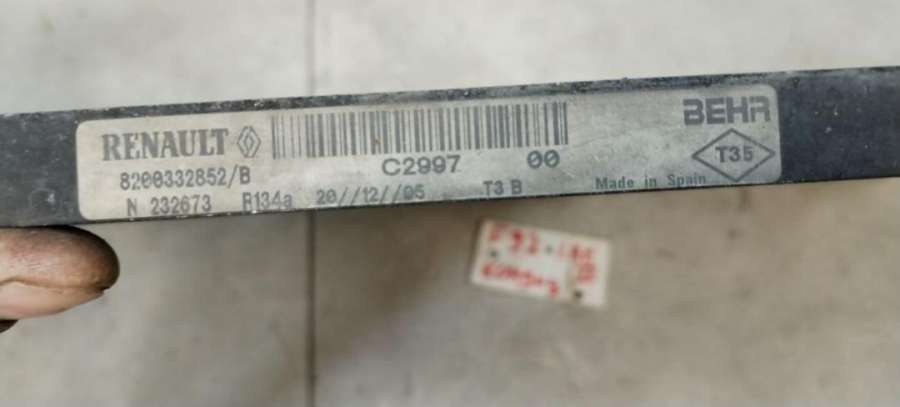 RENAULT
BEHR
8200332852/B
C2997 00
T35
N 232673 R134a 20//12//05 T3 B
Made in Spain